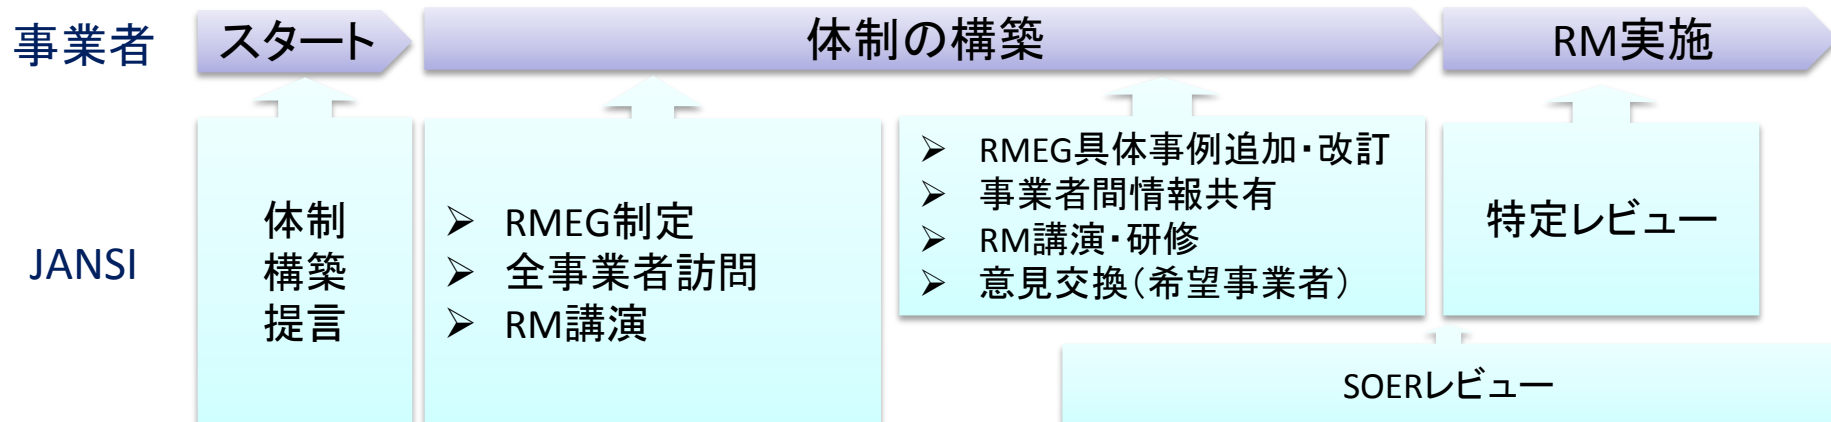 事業者
スタート
体制の構築
RM実施
JANSI
体制
構築
提言
➢ RMEG制定
➢ 全事業者訪問
➢ RM講演
➢ RMEG具体事例追加・改訂
➢ 事業者間情報共有
➢ RM講演・研修
➢ 意見交換（希望事業者）
特定レビュー
SOERレビュー